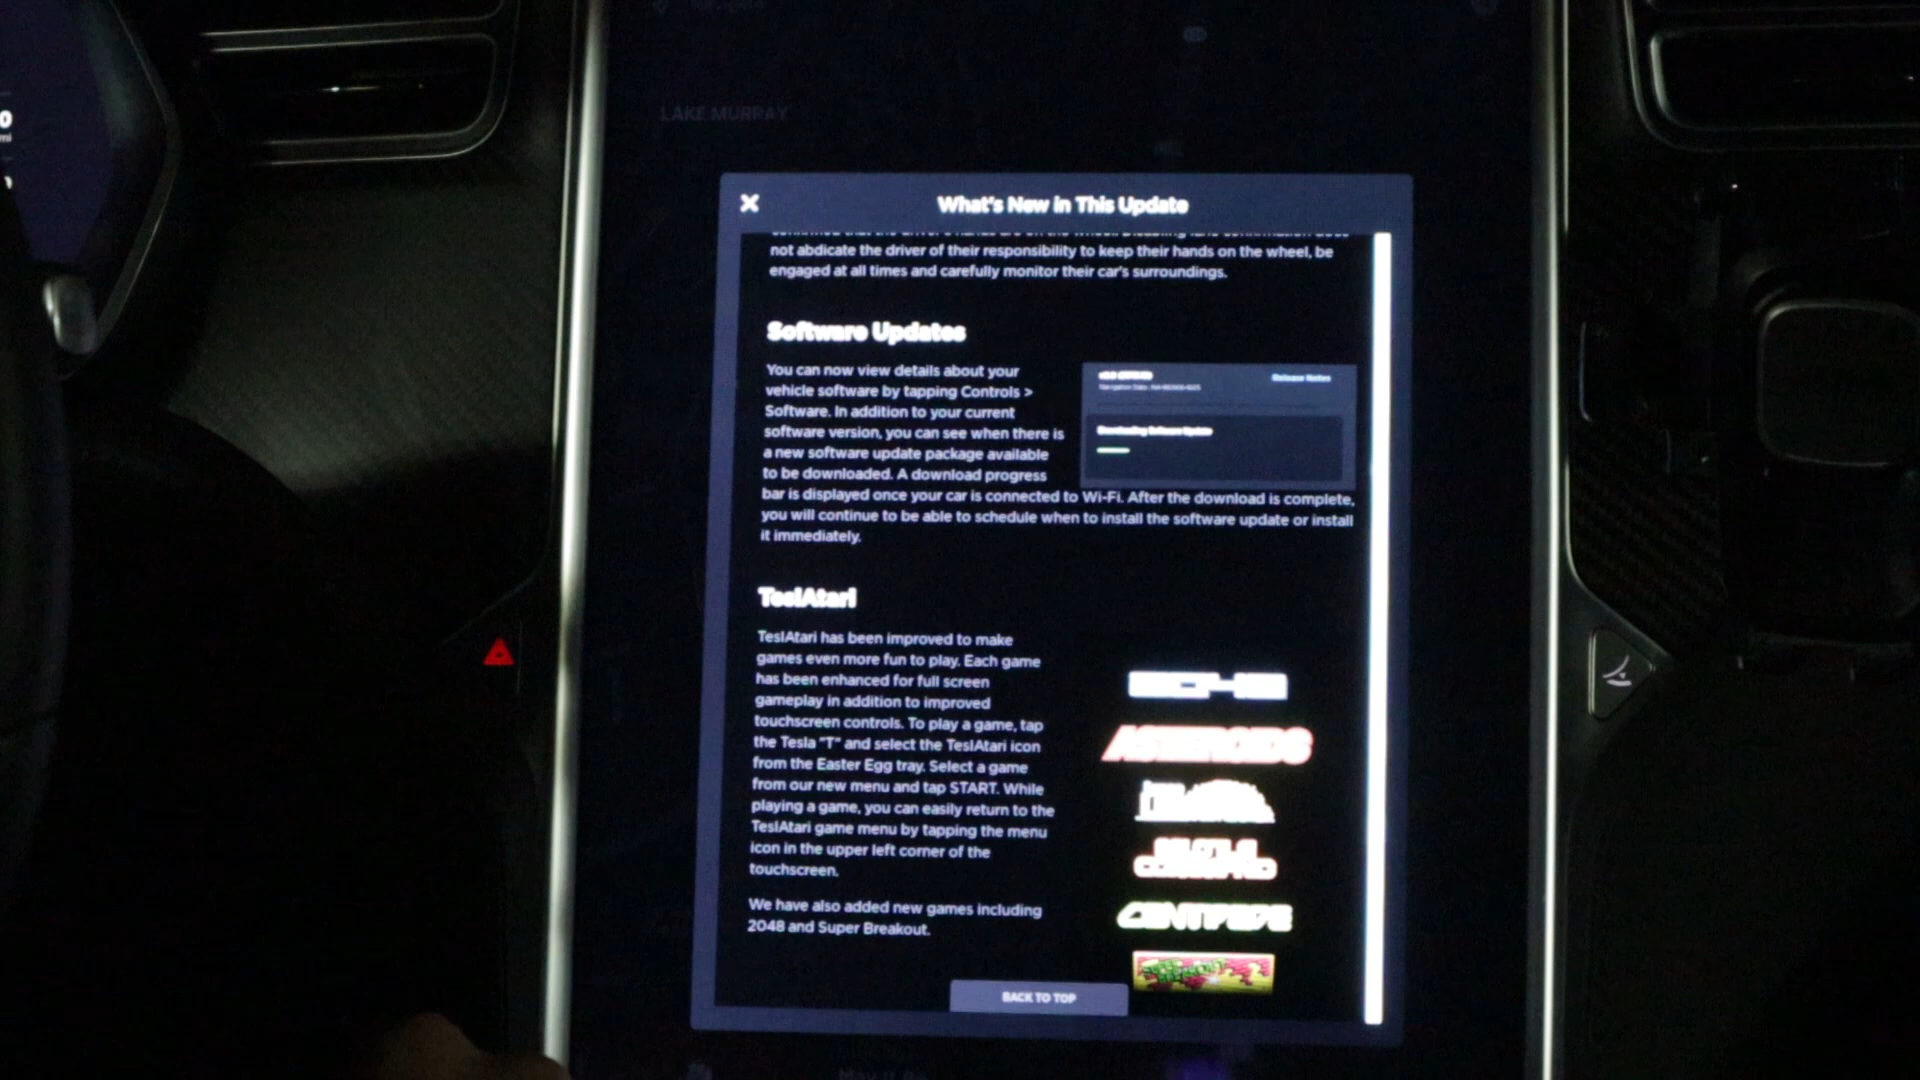 0
mi
LAKE MURRAY
What's New in This Update
not abdicate the driver of their responsibility to keep their hands on the wheel, be
engaged at all times and carefully monitor their car's surroundings.
Software Updates
You can now view details about your
vehicle software by tapping Controls >
Software. In addition to your current
software version, you can see when there is
a new software update package available
to be downloaded. A download progress
bar is displayed once your car is connected to Wi-Fi. After the download is complete,
you will continue to be able to schedule when to install the software update or install
it immediately.
Release Notes
Downloading Software Update
TeslAtari
TeslAtari has been improved to make
games even more fun to play. Each game
has been enhanced for full screen
gameplay in addition to improved
touchscreen controls. To play a game, tap
the Tesla "T" and select the TeslAtari icon
from the Easter Egg tray. Select a game
from our new menu and tap START. While
playing a game, you can easily return to the
TeslAtari game menu by tapping the menu
icon in the upper left corner of the
touchscreen.
We have also added new games including
2048 and Super Breakout.
2048
ASTEROIDS
CENTIPEDE
BACK TO TOP